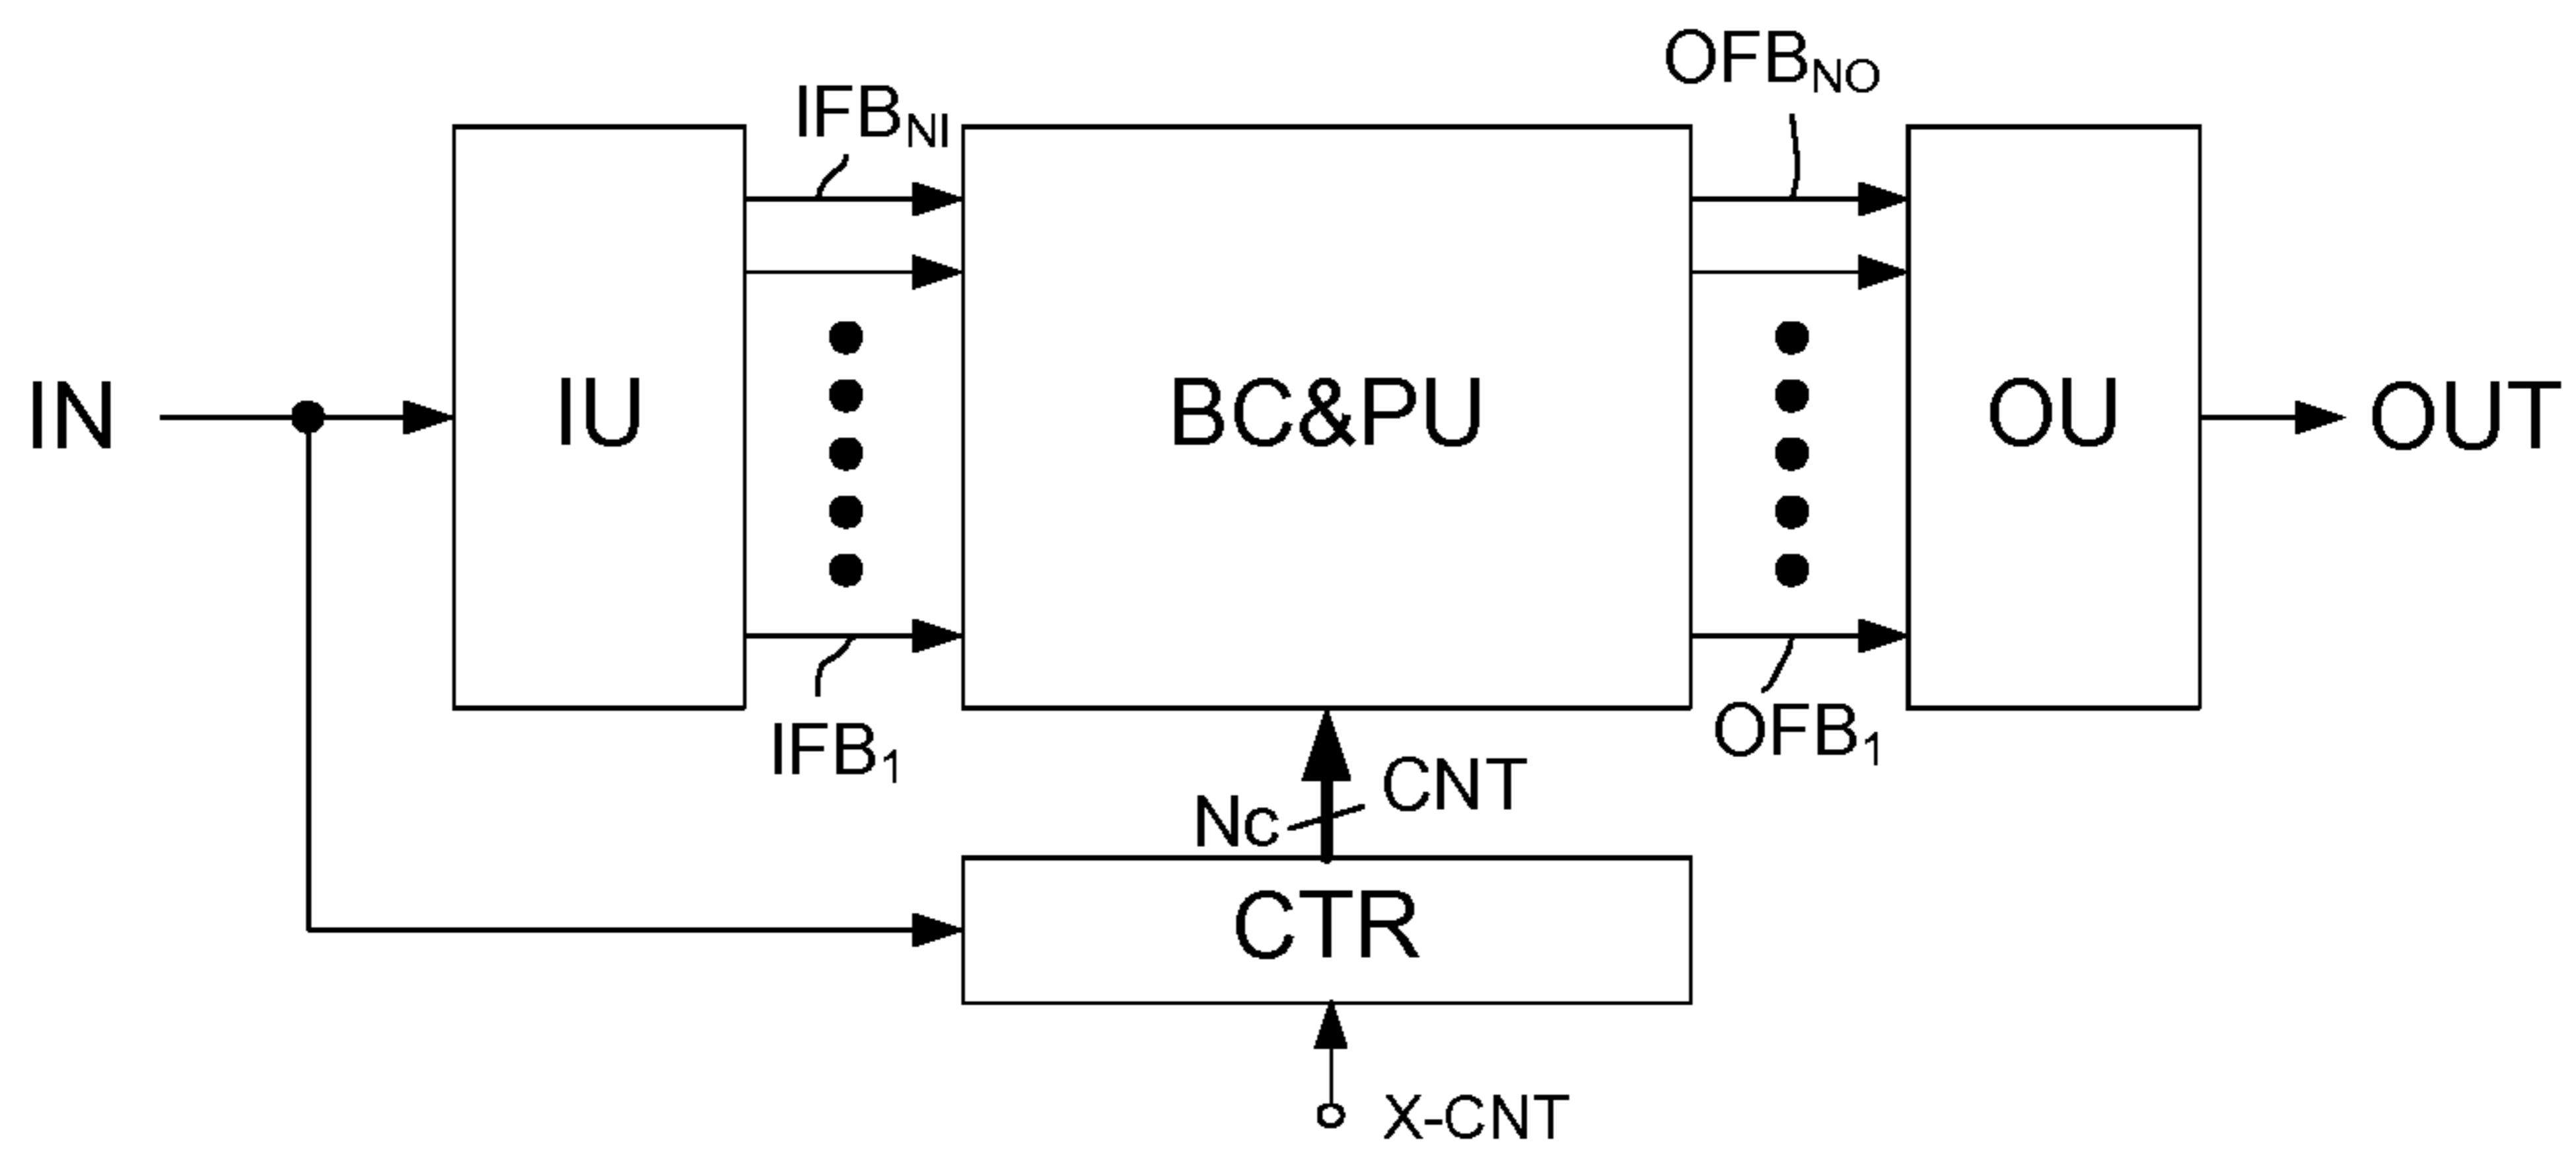 OFB_NO
IFB_NI
IN
IU
BC&PU
OU
OUT
IFB_1
OFB_1
CNT
Nc
CTR
X-CNT